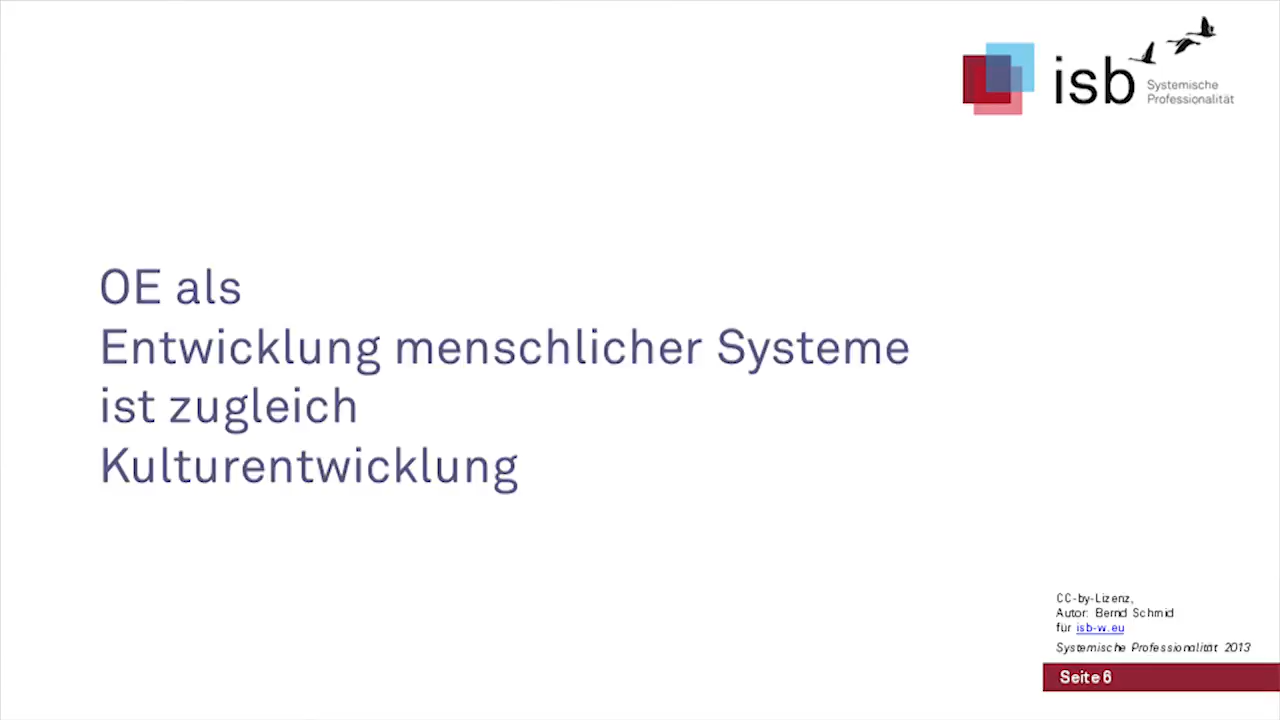 isb
Systemische
Professionalität
OE als
Entwicklung menschlicher Systeme
ist zugleich
Kulturentwicklung
CC-by-Lizenz,
Autor: Bernd Schmid
für isb-w.eu
Systemische Professionalität 2013
Seite 6